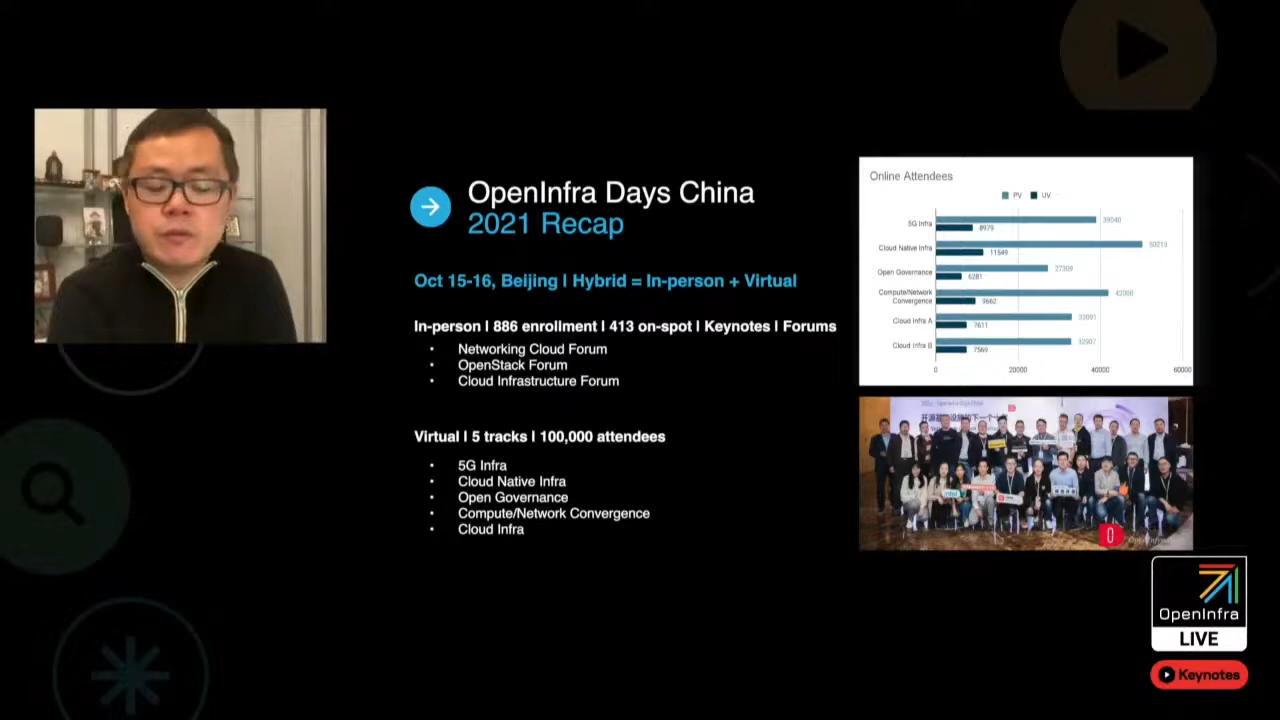 OpenInfra Days China
2021 Recap
Oct 15-16, Beijing | Hybrid = In-person + Virtual
In-person | 886 enrollment | 413 on-spot | Keynotes | Forums
• Networking Cloud Forum
• OpenStack Forum
• Cloud Infrastructure Forum
Virtual | 5 tracks | 100,000 attendees
• 5G Infra
• Cloud Native Infra
• Open Governance
• Compute/Network Convergence
• Cloud Infra
Online Attendees
PV UV
5G Infra 39040
8979
Cloud Native Infra 50213
11549
Open Governance 27309
6281
Compute/Network
Convergence
9662
Cloud Infra A 33091
7611
Cloud Infra B 32907
7569
0 20000 40000 60000
OpenInfra
LIVE
Keynotes